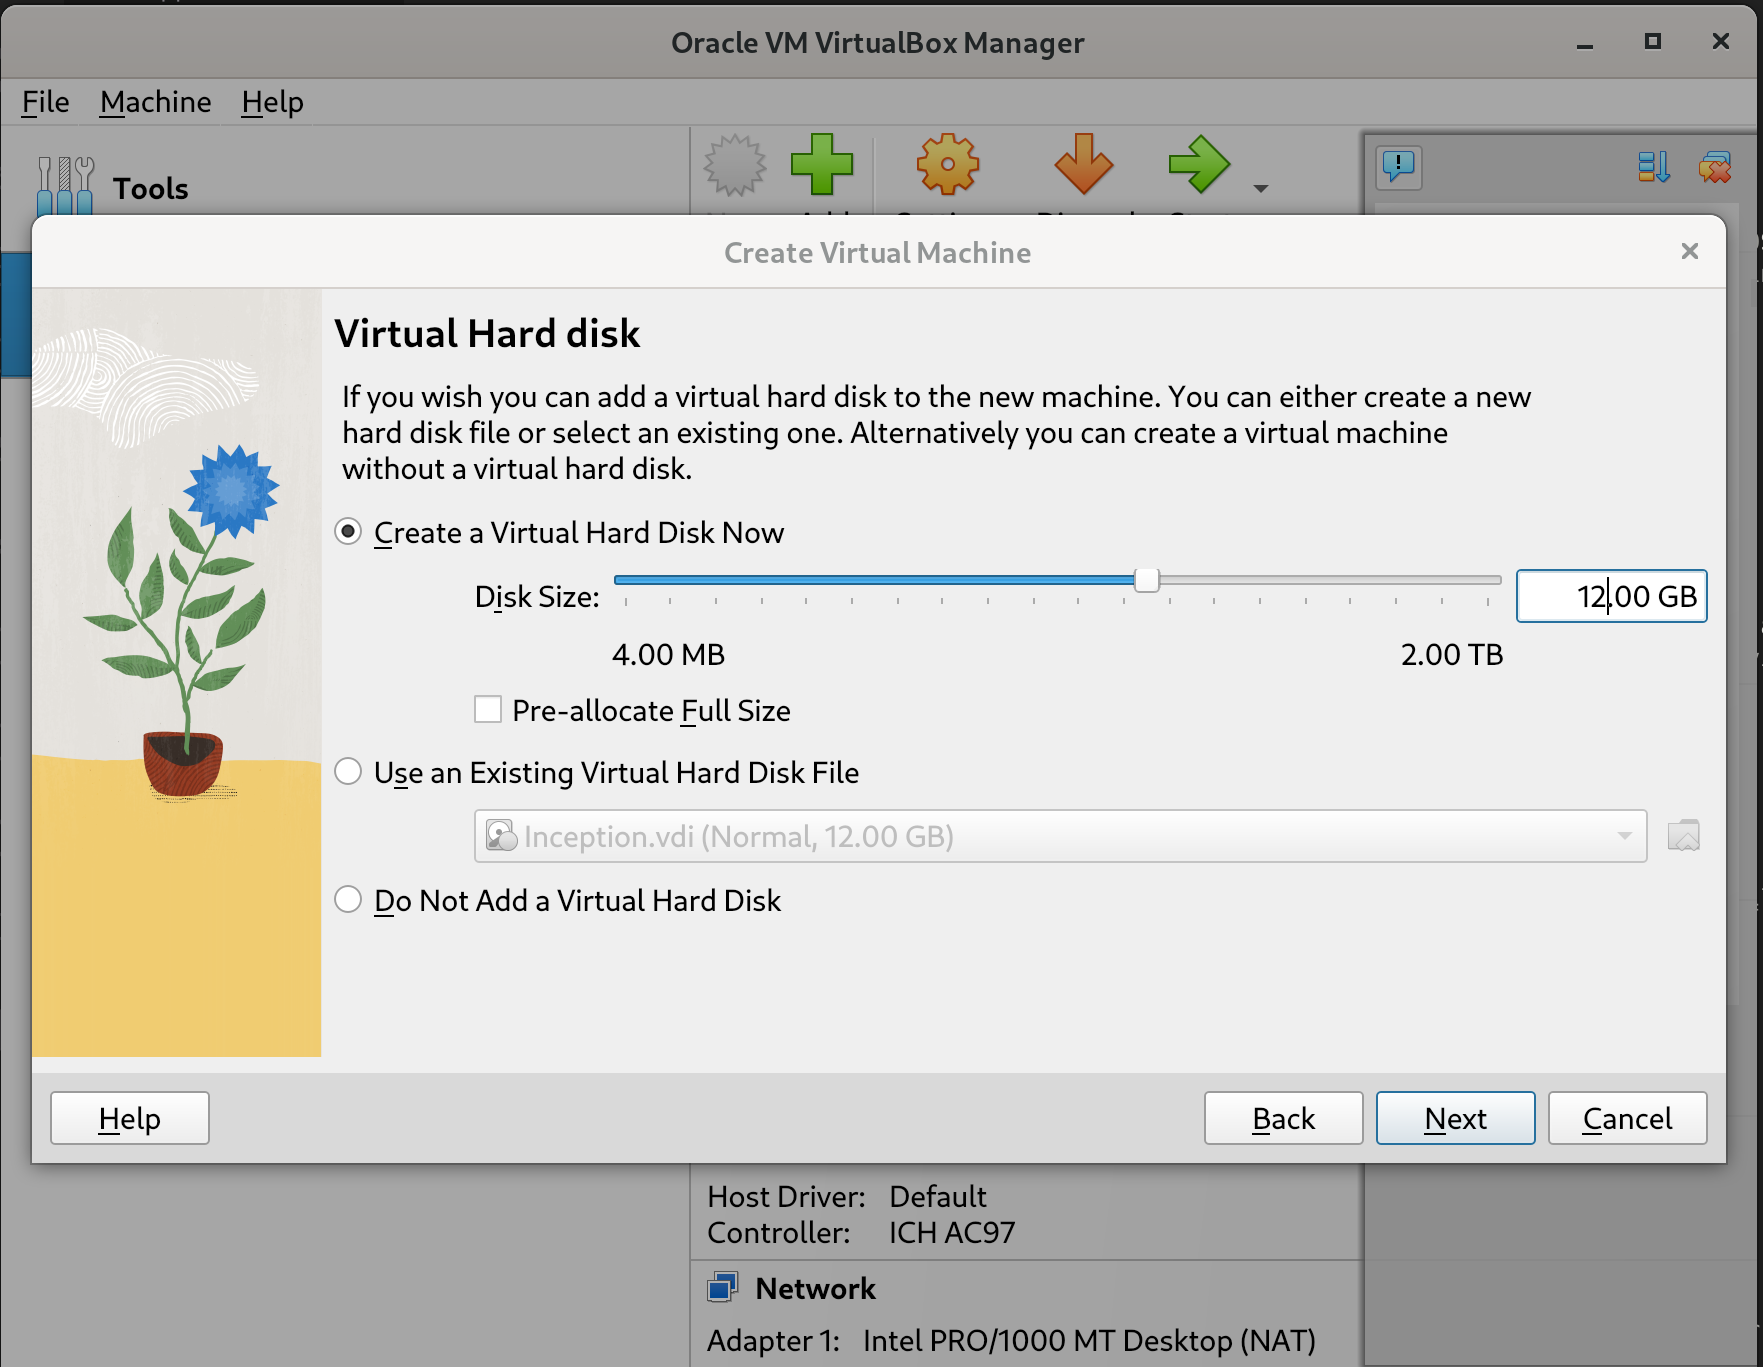 Oracle VM VirtualBox Manager
File Machine Help
Tools
Create Virtual Machine
Virtual Hard disk
If you wish you can add a virtual hard disk to the new machine. You can either create a new
hard disk file or select an existing one. Alternatively you can create a virtual machine
without a virtual hard disk.
Create a Virtual Hard Disk Now
Disk Size:
12.00 GB
4.00 MB
2.00 TB
Pre-allocate Full Size
Use an Existing Virtual Hard Disk File
Inception.vdi (Normal, 12.00 GB)
Do Not Add a Virtual Hard Disk
Help
Back
Next
Cancel
Host Driver: Default
Controller: ICH AC97
Network
Adapter 1: Intel PRO/1000 MT Desktop (NAT)